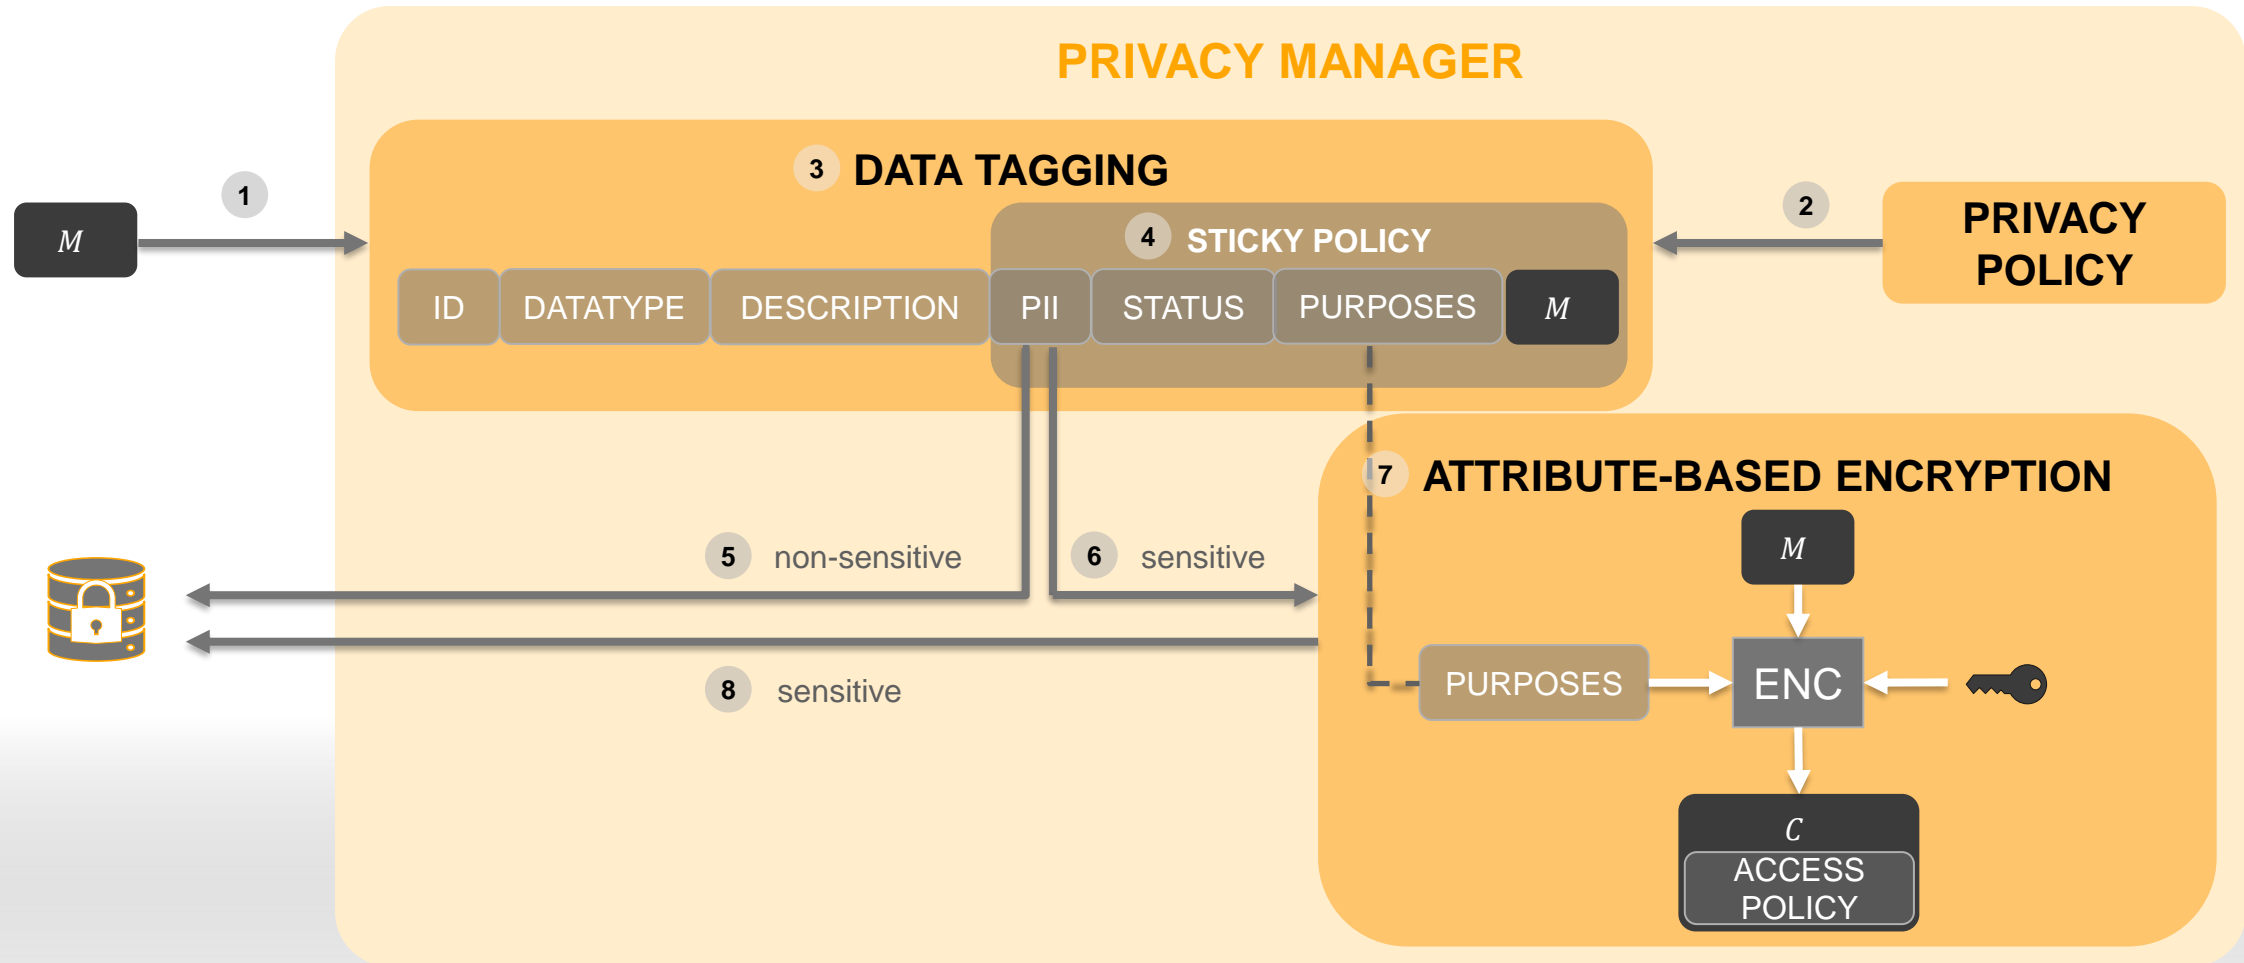 PRIVACY MANAGER
3 DATA TAGGING
1
2
M
PRIVACY
POLICY
4 STICKY POLICY
ID DATATYPE DESCRIPTION PII STATUS PURPOSES M
7 ATTRIBUTE-BASED ENCRYPTION
5 non-sensitive
6 sensitive
M
8 sensitive
PURPOSES
ENC
C
ACCESS
POLICY